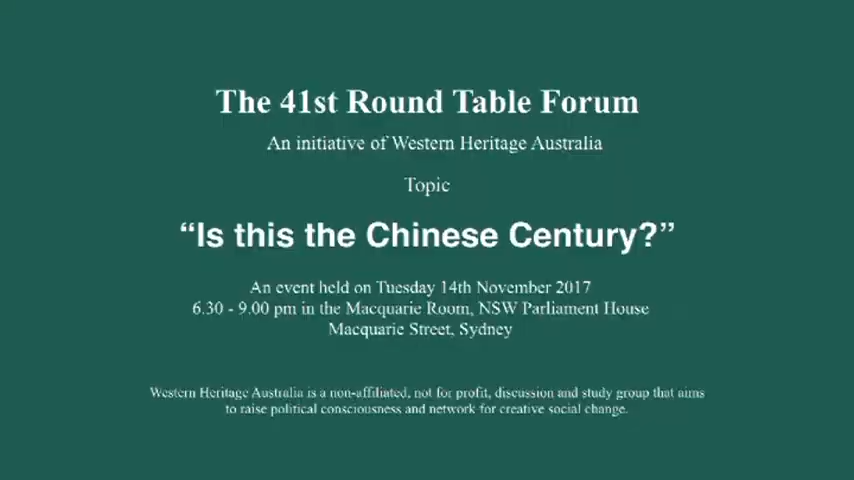 The 41st Round Table Forum
An initiative of Western Heritage Australia
Topic
“Is this the Chinese Century?”
An event held on Tuesday 14th November 2017
6.30 - 9.00 pm in the Macquarie Room, NSW Parliament House
Macquarie Street, Sydney
Western Heritage Australia is a non-affiliated, not for profit, discussion and study group that aims
to raise political consciousness and network for creative social change.